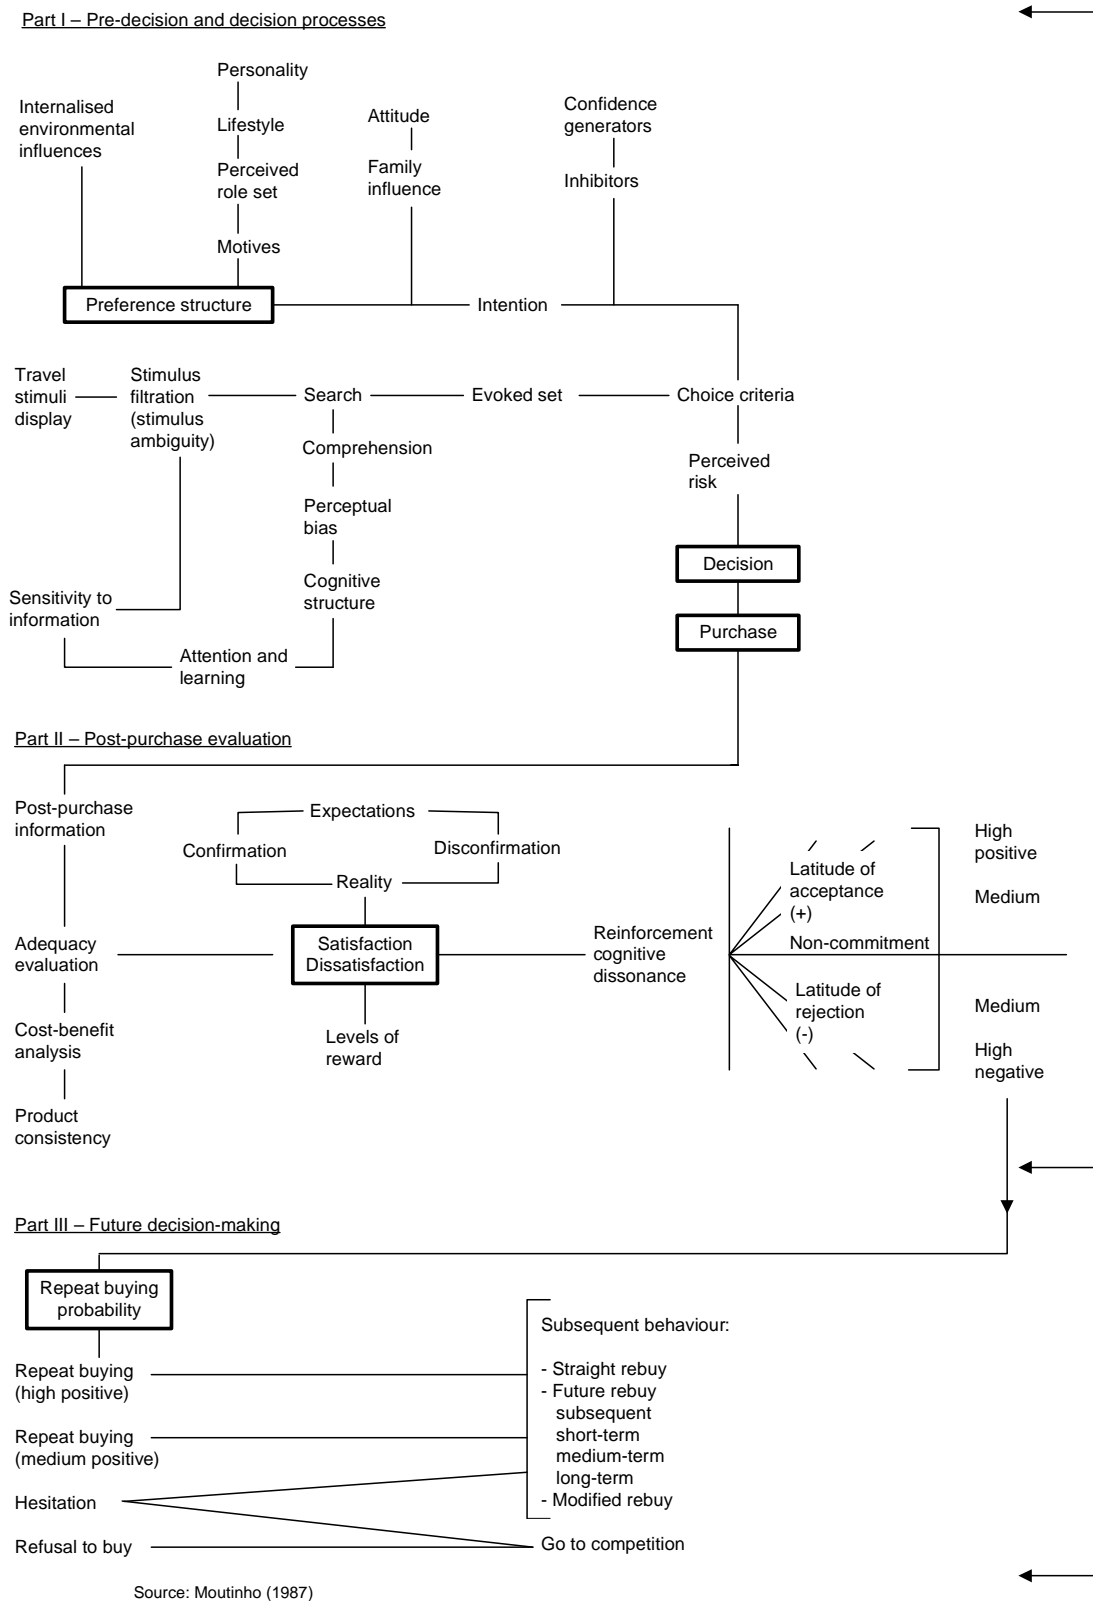 Part I – Pre-decision and decision processes
Personality
Internalised
environmental
influences
Lifestyle
Perceived
role set
Motives
Attitude
Family
influence
Confidence
generators
Inhibitors
Preference structure
Intention
Travel
stimuli
display
Stimulus
filtration
(stimulus
ambiguity)
Search
Evoked set
Choice criteria
Comprehension
Perceived
risk
Perceptual
bias
Decision
Cognitive
structure
Sensitivity to
information
Purchase
Attention and
learning
Part II – Post-purchase evaluation
Post-purchase
information
Expectations
Confirmation
Disconfirmation
Reality
High
positive
Latitude of
acceptance
(+)
Medium
Adequacy
evaluation
Satisfaction
Dissatisfaction
Reinforcement
cognitive
dissonance
Non-commitment
Latitude of
rejection
(-)
Medium
Cost-benefit
analysis
Levels of
reward
High
negative
Product
consistency
Part III – Future decision-making
Repeat buying
probability
Subsequent behaviour:
Repeat buying
(high positive)
- Straight rebuy
- Future rebuy
subsequent
short-term
medium-term
long-term
- Modified rebuy
Repeat buying
(medium positive)
Hesitation
Refusal to buy
Go to competition
Source: Moutinho (1987)